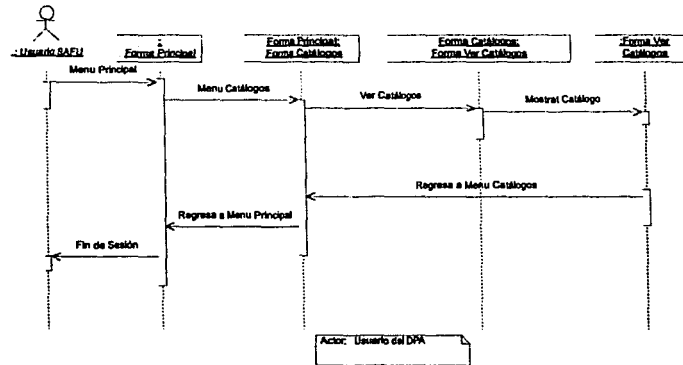 : Usuario SAFU
:
Forma Principal
Forma Principal:
Forma Catálogos
Forma Catálogos:
Forma Ver Catálogos
:Forma Ver
Catálogos
Menu Principal
Menu Catálogos
Ver Catálogos
Mostrat Catálogo
Regresa a Menu Catálogos
Regresa a Menu Principal
Fin de Sesión
Actor: Usuario del DPA